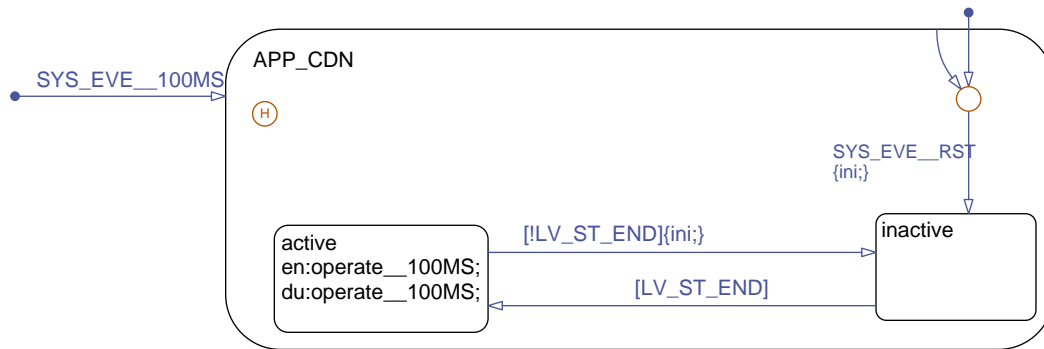 APP_CDN
SYS_EVE__100MS
H
SYS_EVE__RST
{ini;}
active
en:operate__100MS;
du:operate__100MS;
[!LV_ST_END]{ini;}
[LV_ST_END]
inactive